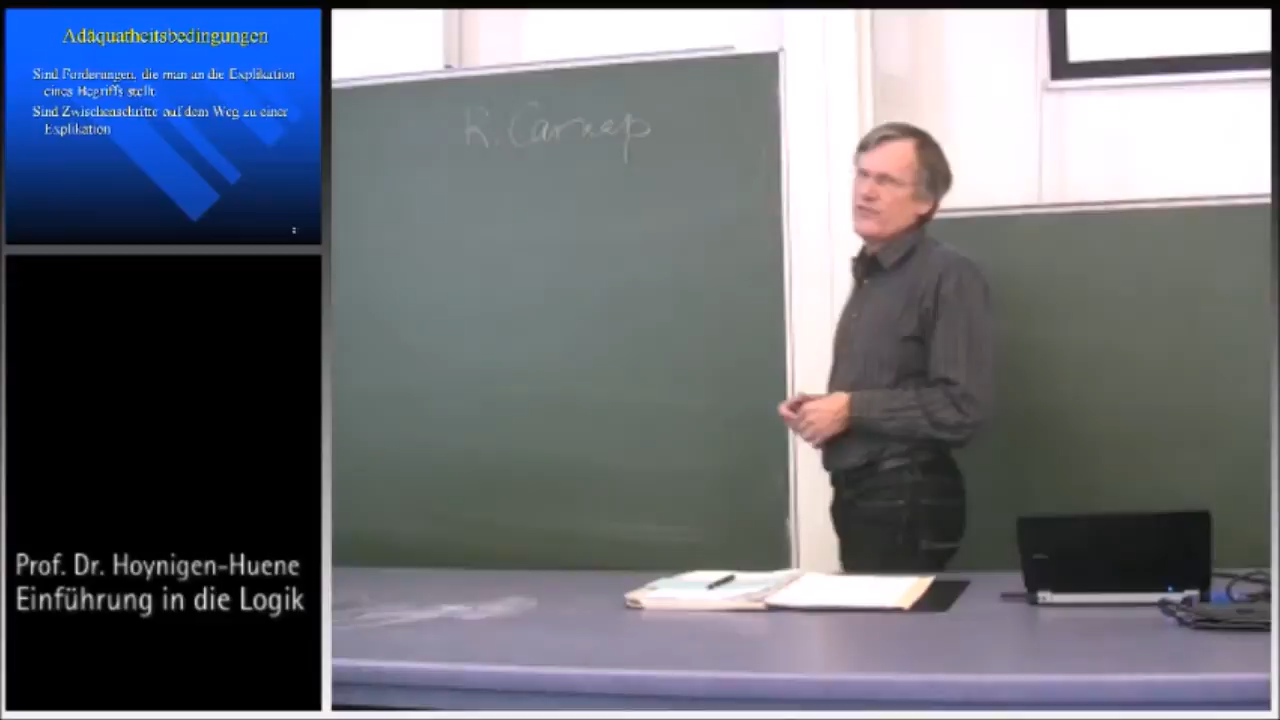 Adäquatheitsbedingungen
Sind Forderungen, die man an die Explikation
eines Begriffs stellt
Sind Zwischenschritte auf dem Weg zu einer
Explikation
R. Carnap
Prof. Dr. Hoynigen-Huene
Einführung in die Logik